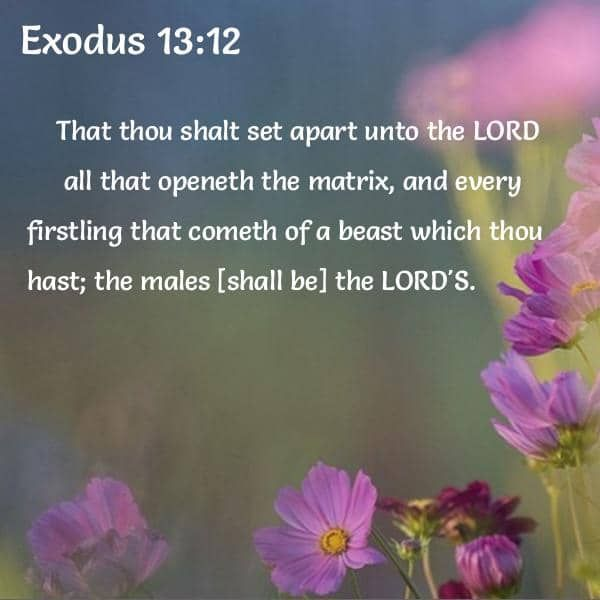 Exodus 13:12
That thou shalt set apart unto the LORD
all that openeth the matrix, and every
firstling that cometh of a beast which thou
hast; the males [shall be] the LORD'S.